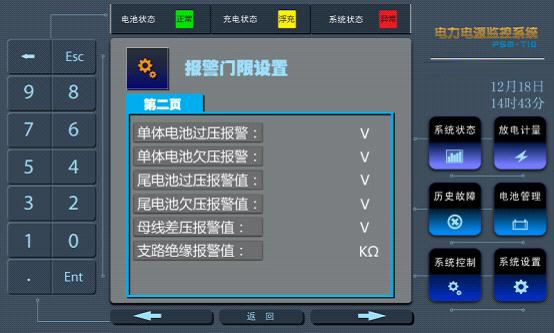 电池状态 正常 充电状态 浮充 系统状态 异常
电力电源监控系统
PSM-T10
12月18日
14时43分
Esc
9 8
7 6
5 4
3 2
1 0
. Ent
报警门限设置
第二页
单体电池过压报警： V
单体电池欠压报警： V
尾电池过压报警值： V
尾电池欠压报警值： V
母线差压报警值： V
支路绝缘报警值： KΩ
返 回
系统状态 放电计量
历史故障 电池管理
系统控制 系统设置